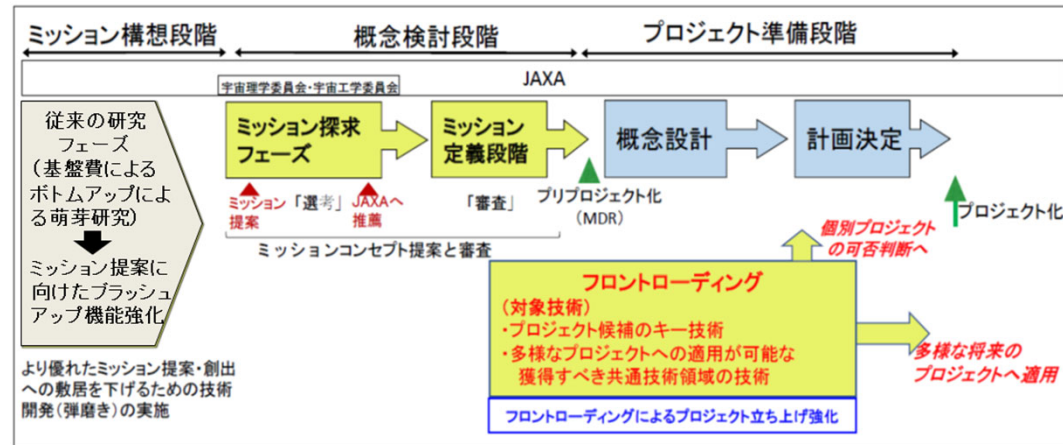 ミッション構想段階
概念検討段階
プロジェクト準備段階
JAXA
宇宙理学委員会・宇宙工学委員会
従来の研究
フェーズ
(基盤費による
ボトムアップによ
る萌芽研究)
ミッション提案に
向けたブラッシュ
アップ機能強化
ミッション探求
フェーズ
ミッション
定義段階
概念設計
計画決定
ミッション
提案
「選考」
JAXAへ
推薦
「審査」
プリプロジェクト化
(MDR)
プロジェクト化
ミッションコンセプト提案と審査
個別プロジェクト
の可否判断へ
フロントローディング
(対象技術)
・プロジェクト候補のキー技術
・多様なプロジェクトへの適用が可能な
獲得すべき共通技術領域の技術
多様な将来の
プロジェクトへ適用
フロントローディングによるプロジェクト立ち上げ強化
より優れたミッション提案・創出
への敷居を下げるための技術
開発(弾磨き)の実施